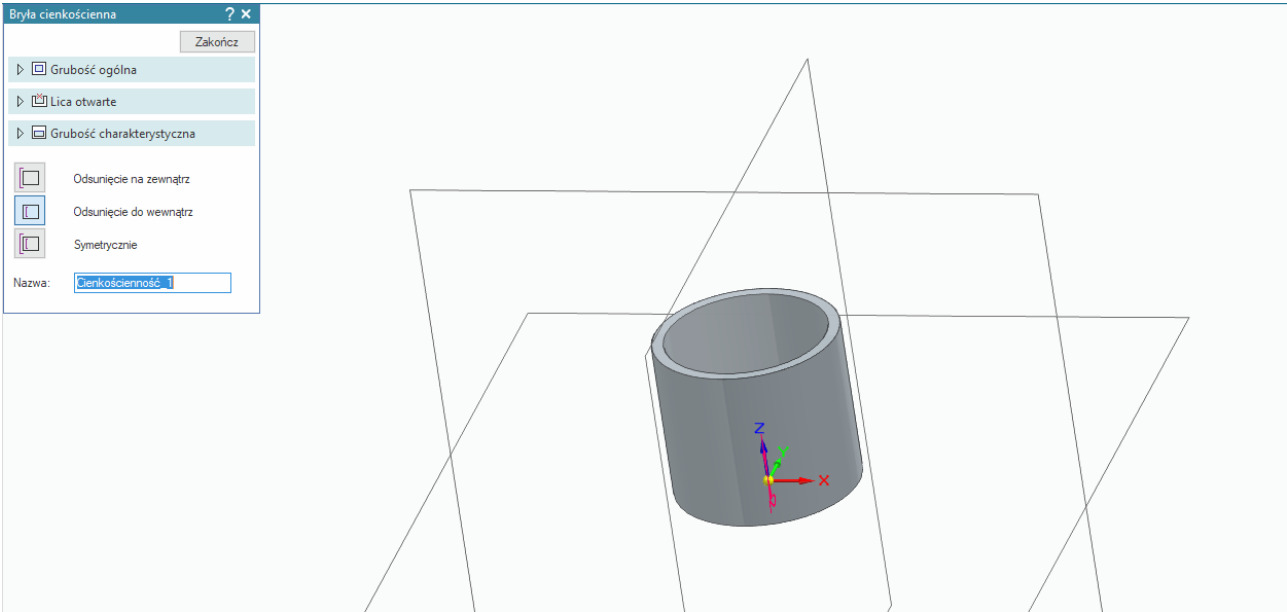 Bryła cienkościenna ? ×
Zakończ
Grubość ogólna
Lica otwarte
Grubość charakterystyczna
Odsunięcie na zewnątrz
Odsunięcie do wewnątrz
Symetrycznie
Nazwa: Cienkościenność_1
Z
Y
X